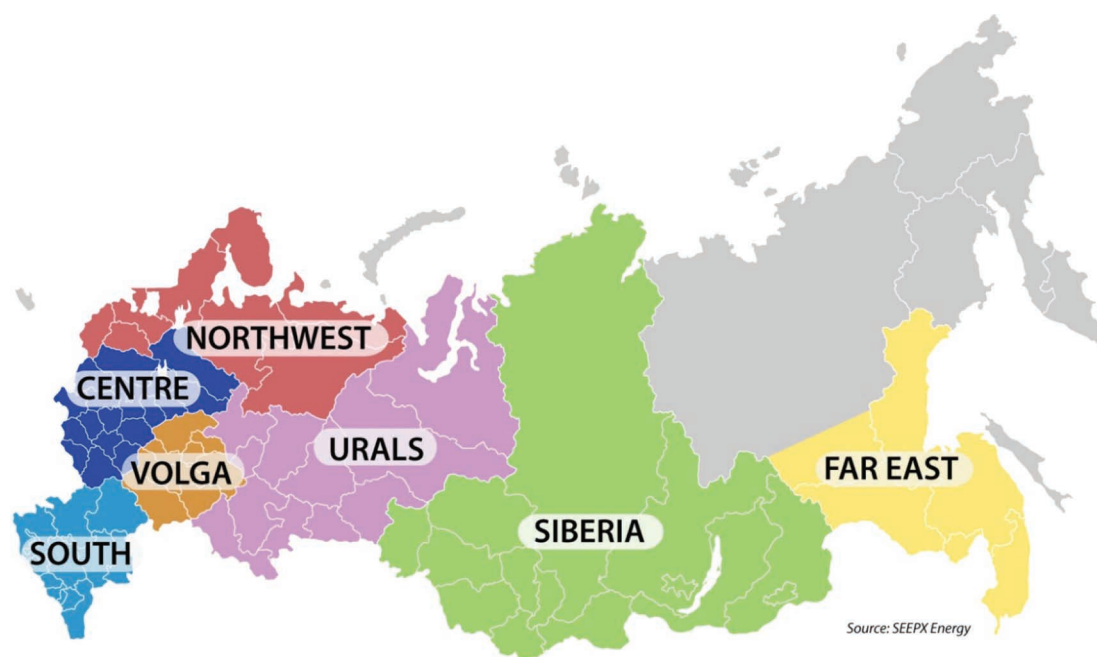 NORTHWEST
CENTRE
URALS
VOLGA
FAR EAST
SIBERIA
SOUTH
Source: SEEPX Energy